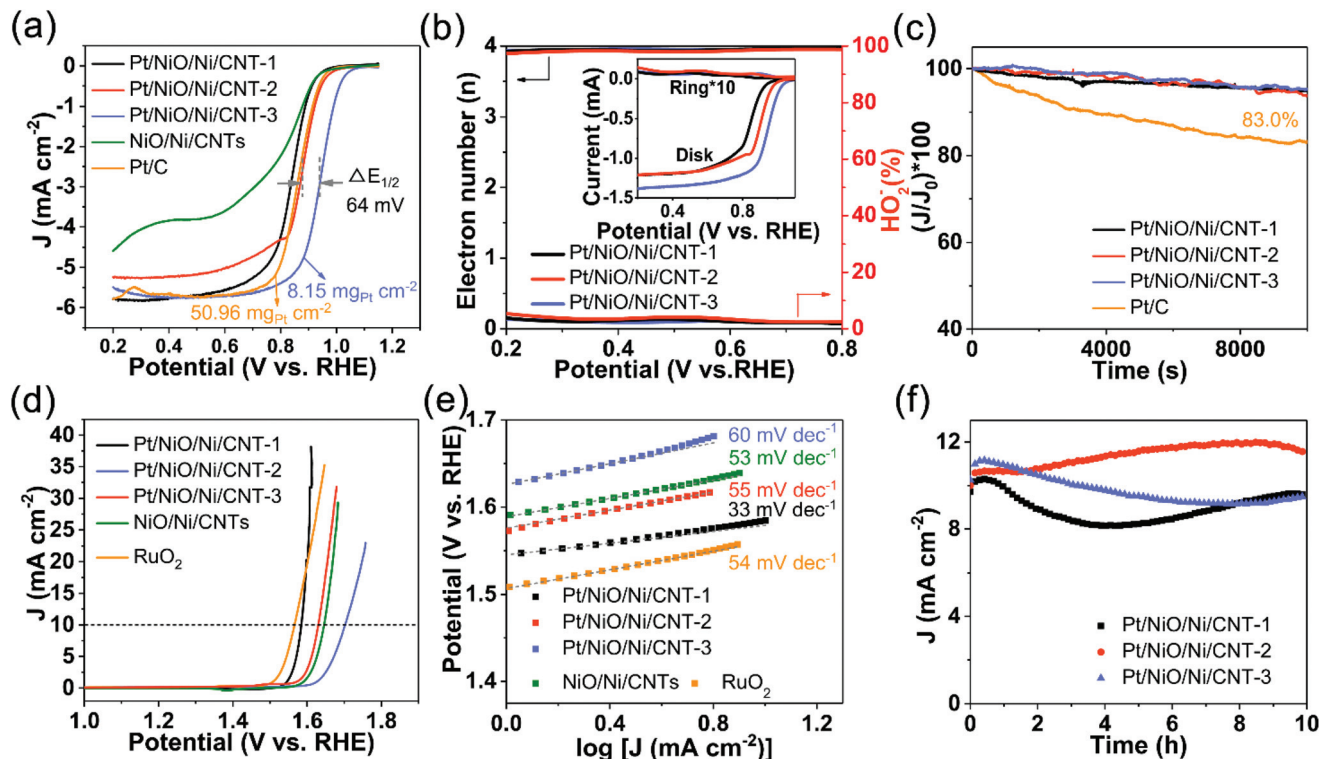 (a)
Pt/NiO/Ni/CNT-1
Pt/NiO/Ni/CNT-2
Pt/NiO/Ni/CNT-3
NiO/Ni/CNTs
Pt/C
ΔE1/2
64 mV
8.15 mgPt cm-2
50.96 mgPt cm-2
J (mA cm-2)
0
-1
-2
-3
-4
-5
-6
0.2 0.4 0.6 0.8 1.0 1.2
Potential (V vs. RHE)
(b)
Electron number (n)
4
3
2
1
0
Current (mA)
0.0
-0.5
-1.0
-1.5
Ring*10
Disk
0.4 0.8
Potential (V vs. RHE)
Pt/NiO/Ni/CNT-1
Pt/NiO/Ni/CNT-2
Pt/NiO/Ni/CNT-3
100
80
60
40
20
0
HO2-(%)
0.2 0.4 0.6 0.8
Potential (V vs.RHE)
(c)
(J/J0)*100
100
80
60
40
83.0%
Pt/NiO/Ni/CNT-1
Pt/NiO/Ni/CNT-2
Pt/NiO/Ni/CNT-3
Pt/C
0 4000 8000
Time (s)
(d)
J (mA cm-2)
40
35
30
25
20
15
10
5
0
Pt/NiO/Ni/CNT-1
Pt/NiO/Ni/CNT-2
Pt/NiO/Ni/CNT-3
NiO/Ni/CNTs
RuO2
1.0 1.2 1.4 1.6 1.8
Potential (V vs. RHE)
(e)
Potential (V vs. RHE)
1.7
1.6
1.5
1.4
60 mV dec-1
53 mV dec-1
55 mV dec-1
33 mV dec-1
54 mV dec-1
Pt/NiO/Ni/CNT-1
Pt/NiO/Ni/CNT-2
Pt/NiO/Ni/CNT-3
NiO/Ni/CNTs RuO2
0.0 0.4 0.8 1.2
log [J (mA cm-2)]
(f)
J (mA cm-2)
12
8
4
0
Pt/NiO/Ni/CNT-1
Pt/NiO/Ni/CNT-2
Pt/NiO/Ni/CNT-3
0 2 4 6 8 10
Time (h)